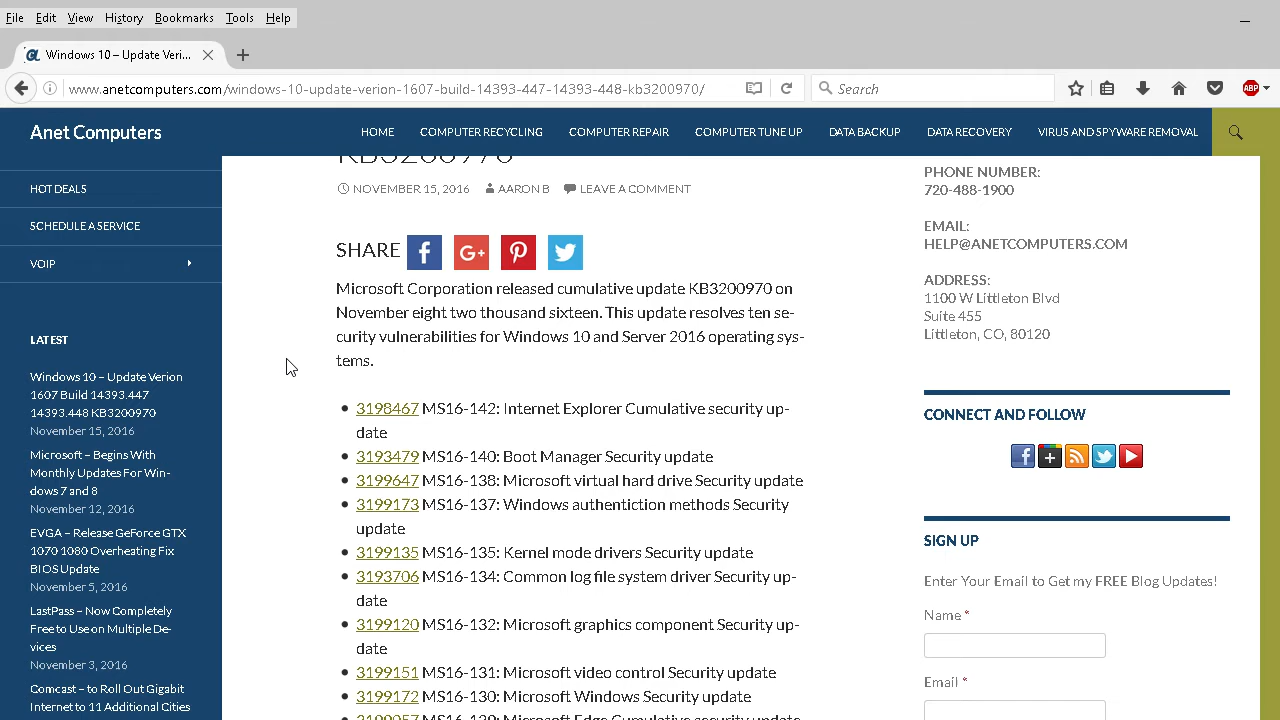 File Edit View History Bookmarks Tools Help
Windows 10 – Update Veri...
www.anetcomputers.com/windows-10-update-verion-1607-build-14393-447-14393-448-kb3200970/
Search
ABP
Anet Computers
HOME COMPUTER RECYCLING COMPUTER REPAIR COMPUTER TUNE UP DATA BACKUP DATA RECOVERY VIRUS AND SPYWARE REMOVAL
HOT DEALS
SCHEDULE A SERVICE
VOIP
LATEST
Windows 10 – Update Verion
1607 Build 14393.447
14393.448 KB3200970
November 15, 2016
Microsoft – Begins With
Monthly Updates For Win-
dows 7 and 8
November 12, 2016
EVGA – Release GeForce GTX
1070 1080 Overheating Fix
BIOS Update
November 5, 2016
LastPass – Now Completely
Free to Use on Multiple De-
vices
November 3, 2016
Comcast – to Roll Out Gigabit
Internet to 11 Additional Cities
KB3200970
NOVEMBER 15, 2016 AARON B LEAVE A COMMENT
SHARE
Microsoft Corporation released cumulative update KB3200970 on
November eight two thousand sixteen. This update resolves ten se-
curity vulnerabilities for Windows 10 and Server 2016 operating sys-
tems.
3198467 MS16-142: Internet Explorer Cumulative security up-
date
3193479 MS16-140: Boot Manager Security update
3199647 MS16-138: Microsoft virtual hard drive Security update
3199173 MS16-137: Windows authentiction methods Security
update
3199135 MS16-135: Kernel mode drivers Security update
3193706 MS16-134: Common log file system driver Security up-
date
3199120 MS16-132: Microsoft graphics component Security up-
date
3199151 MS16-131: Microsoft video control Security update
3199172 MS16-130: Microsoft Windows Security update
3199057 MS16-129: Microsoft Edge Cumulative security update
PHONE NUMBER:
720-488-1900
EMAIL:
HELP@ANETCOMPUTERS.COM
ADDRESS:
1100 W Littleton Blvd
Suite 455
Littleton, CO, 80120
CONNECT AND FOLLOW
SIGN UP
Enter Your Email to Get my FREE Blog Updates!
Name *
Email *